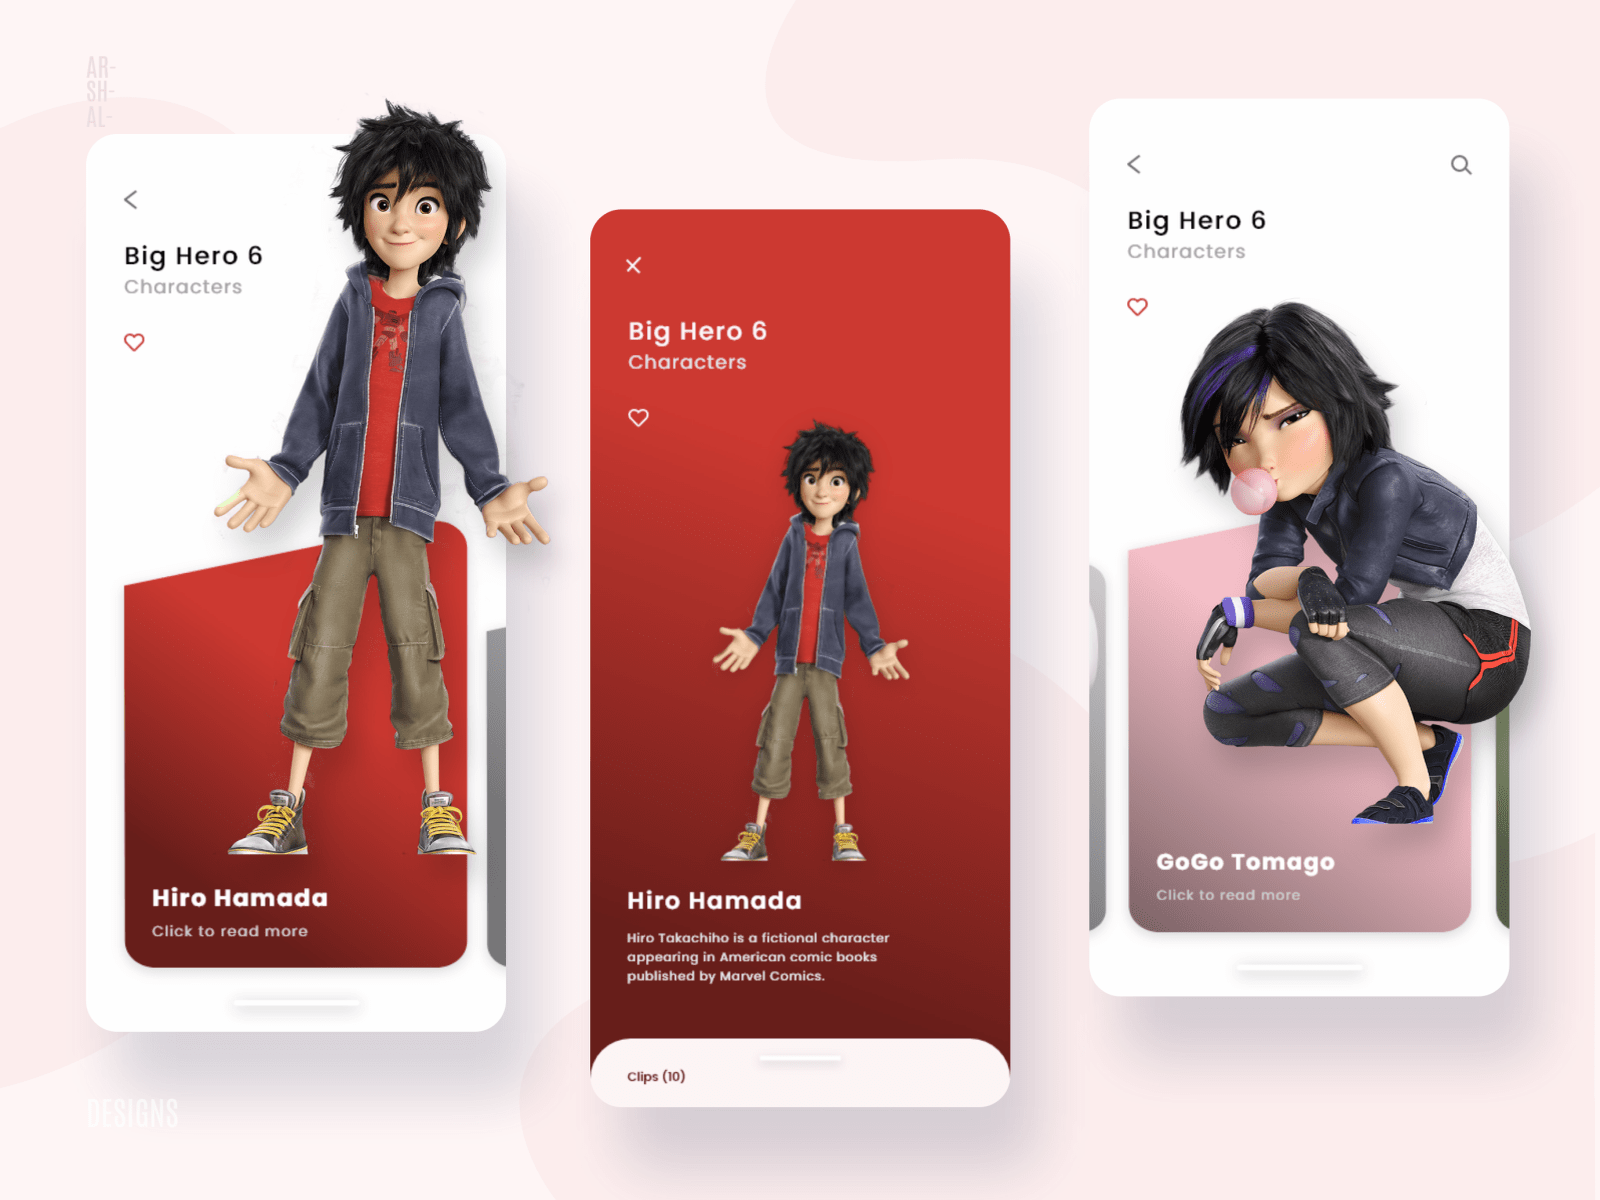 AR-
SH-
AL-
Big Hero 6
Characters
Hiro Hamada
Click to read more
Big Hero 6
Characters
Hiro Hamada
Hiro Takachiho is a fictional character
appearing in American comic books
published by Marvel Comics.
Clips (10)
Big Hero 6
Characters
GoGo Tomago
Click to read more
DESIGNS